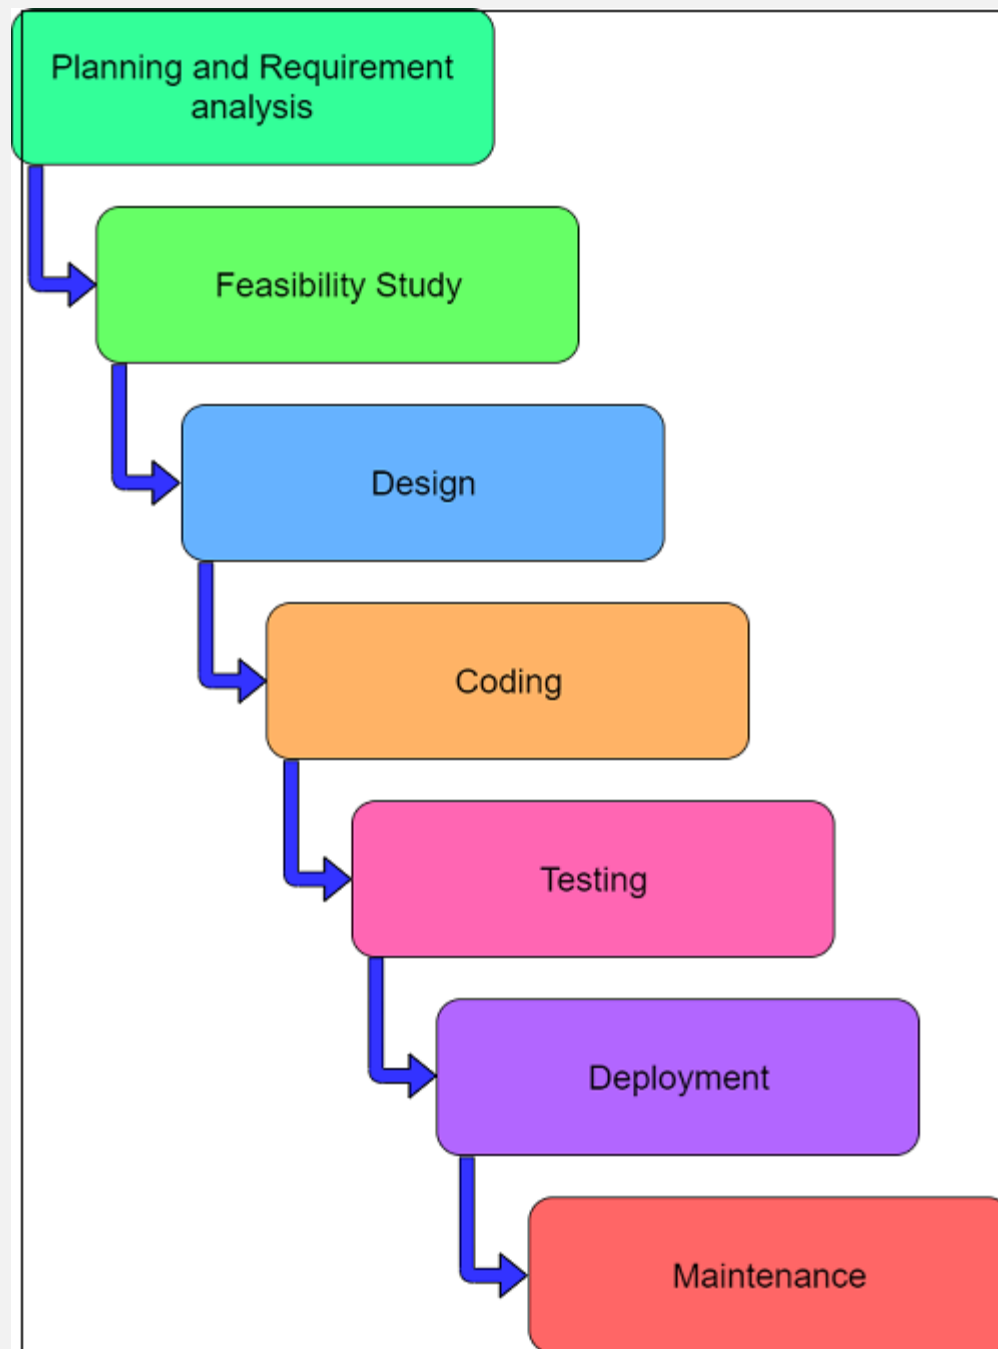 Planning and Requirement
analysis
Feasibility Study
Design
Coding
Testing
Deployment
Maintenance